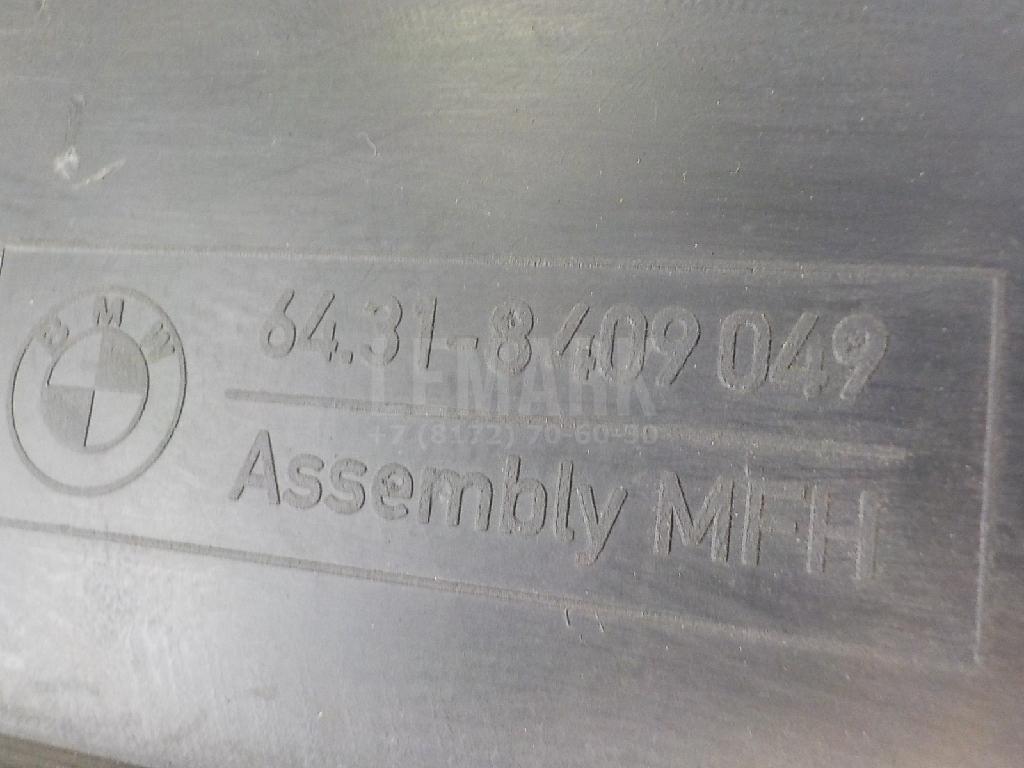 BMW
64.31-8 409 049
Assembly MFH
LEMARK
+7 (8172) 70-60-90